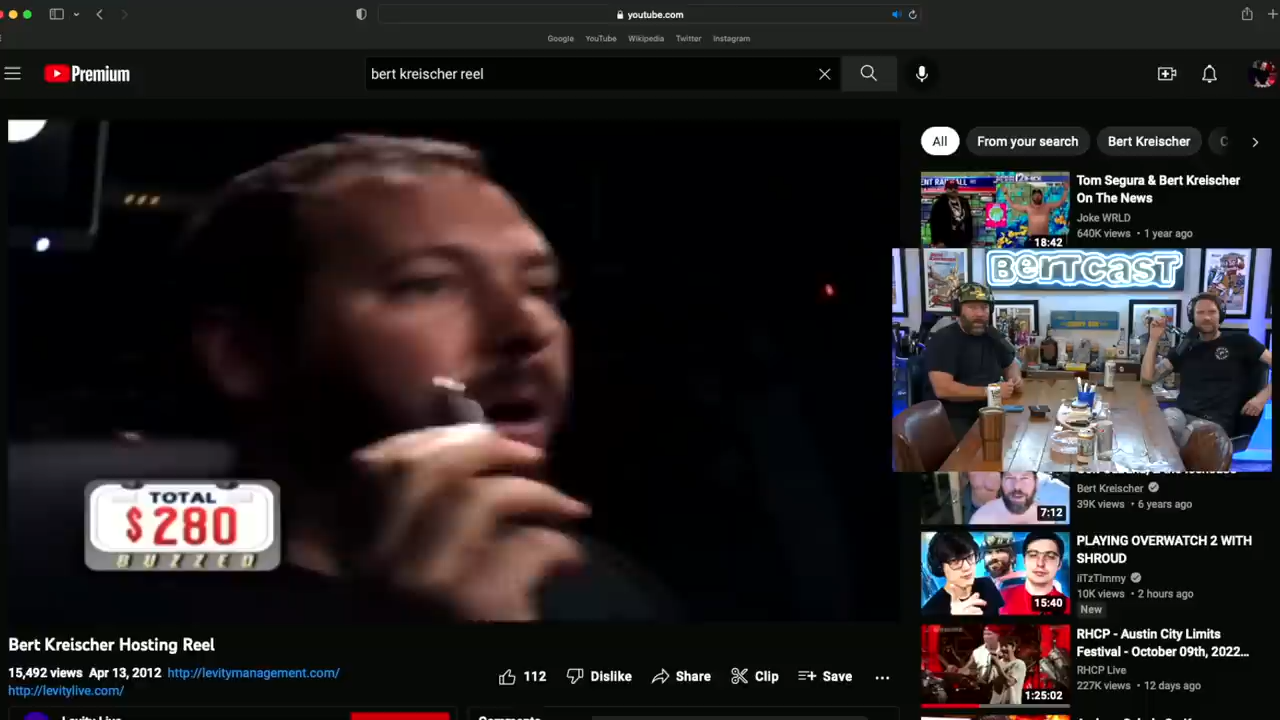 youtube.com
Google YouTube Wikipedia Twitter Instagram
Premium
bert kreischer reel
All From your search Bert Kreischer
Tom Segura & Bert Kreischer
On The News
Joke WRLD
640K views • 1 year ago
18:42
BERTCAST
TOTAL
$280
BUZZED
Bert Kreischer
39K views • 6 years ago
7:12
PLAYING OVERWATCH 2 WITH
SHROUD
iiTzTimmy
10K views • 2 hours ago
15:40
New
RHCP - Austin City Limits
Festival - October 09th, 2022...
RHCP Live
227K views • 12 days ago
1:25:02
Bert Kreischer Hosting Reel
15,492 views Apr 13, 2012 http://levitymanagement.com/
http://levitylive.com/
112 Dislike Share Clip Save
Levity Live
Comments